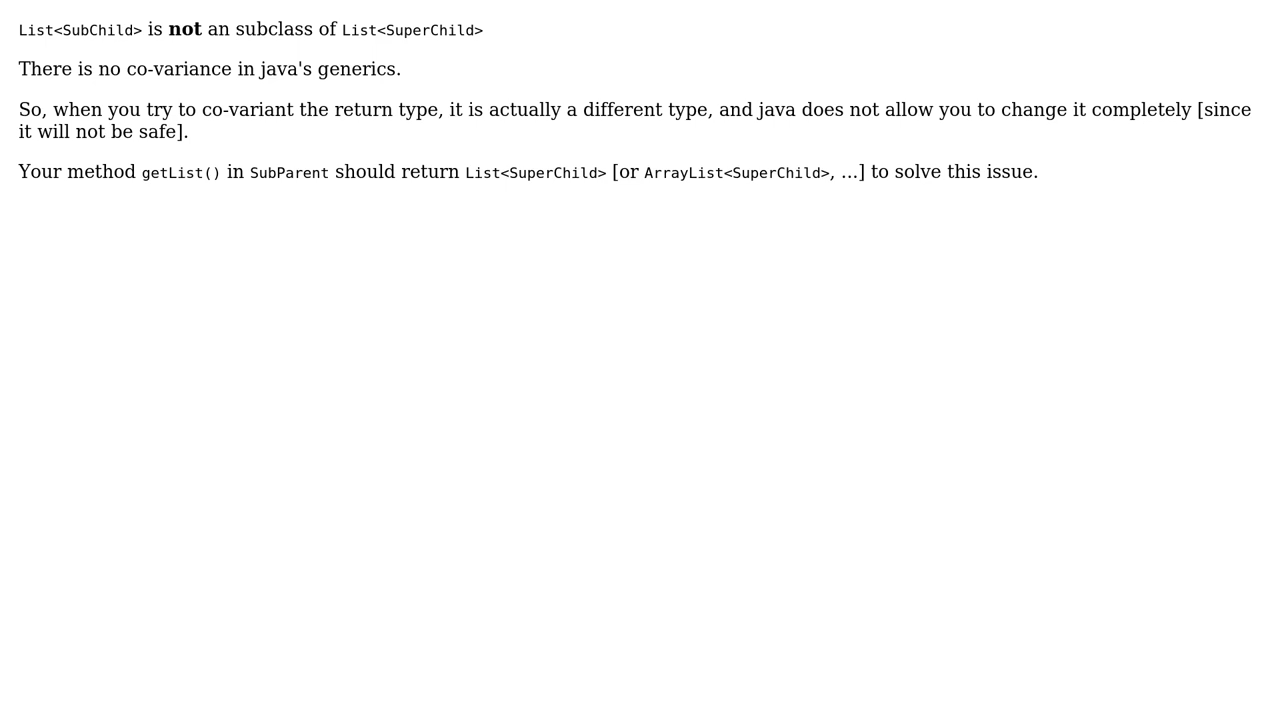 List<SubChild> is not an subclass of List<SuperChild>
There is no co-variance in java's generics.
So, when you try to co-variant the return type, it is actually a different type, and java does not allow you to change it completely [since
it will not be safe].
Your method getList() in SubParent should return List<SuperChild> [or ArrayList<SuperChild>, ...] to solve this issue.